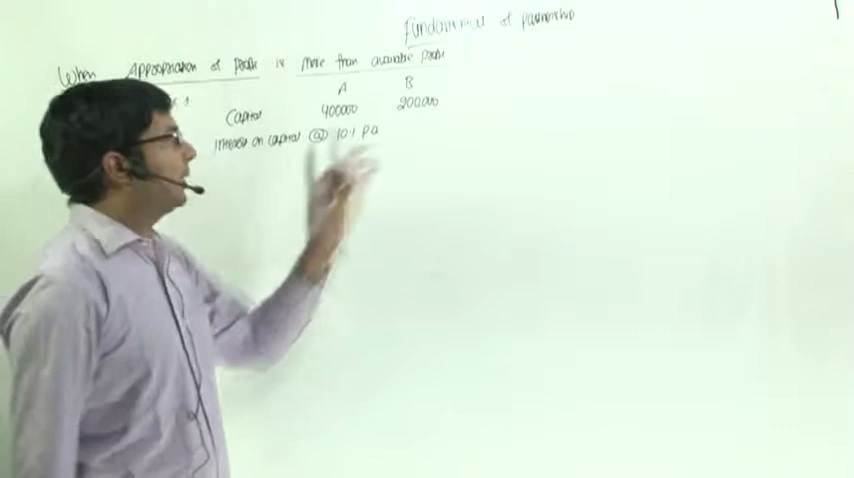 Fundamental of partnership
When Appropriation of Profit is more than available profit
A B
Capital 400000 200000
Interest on capital @ 10% PA